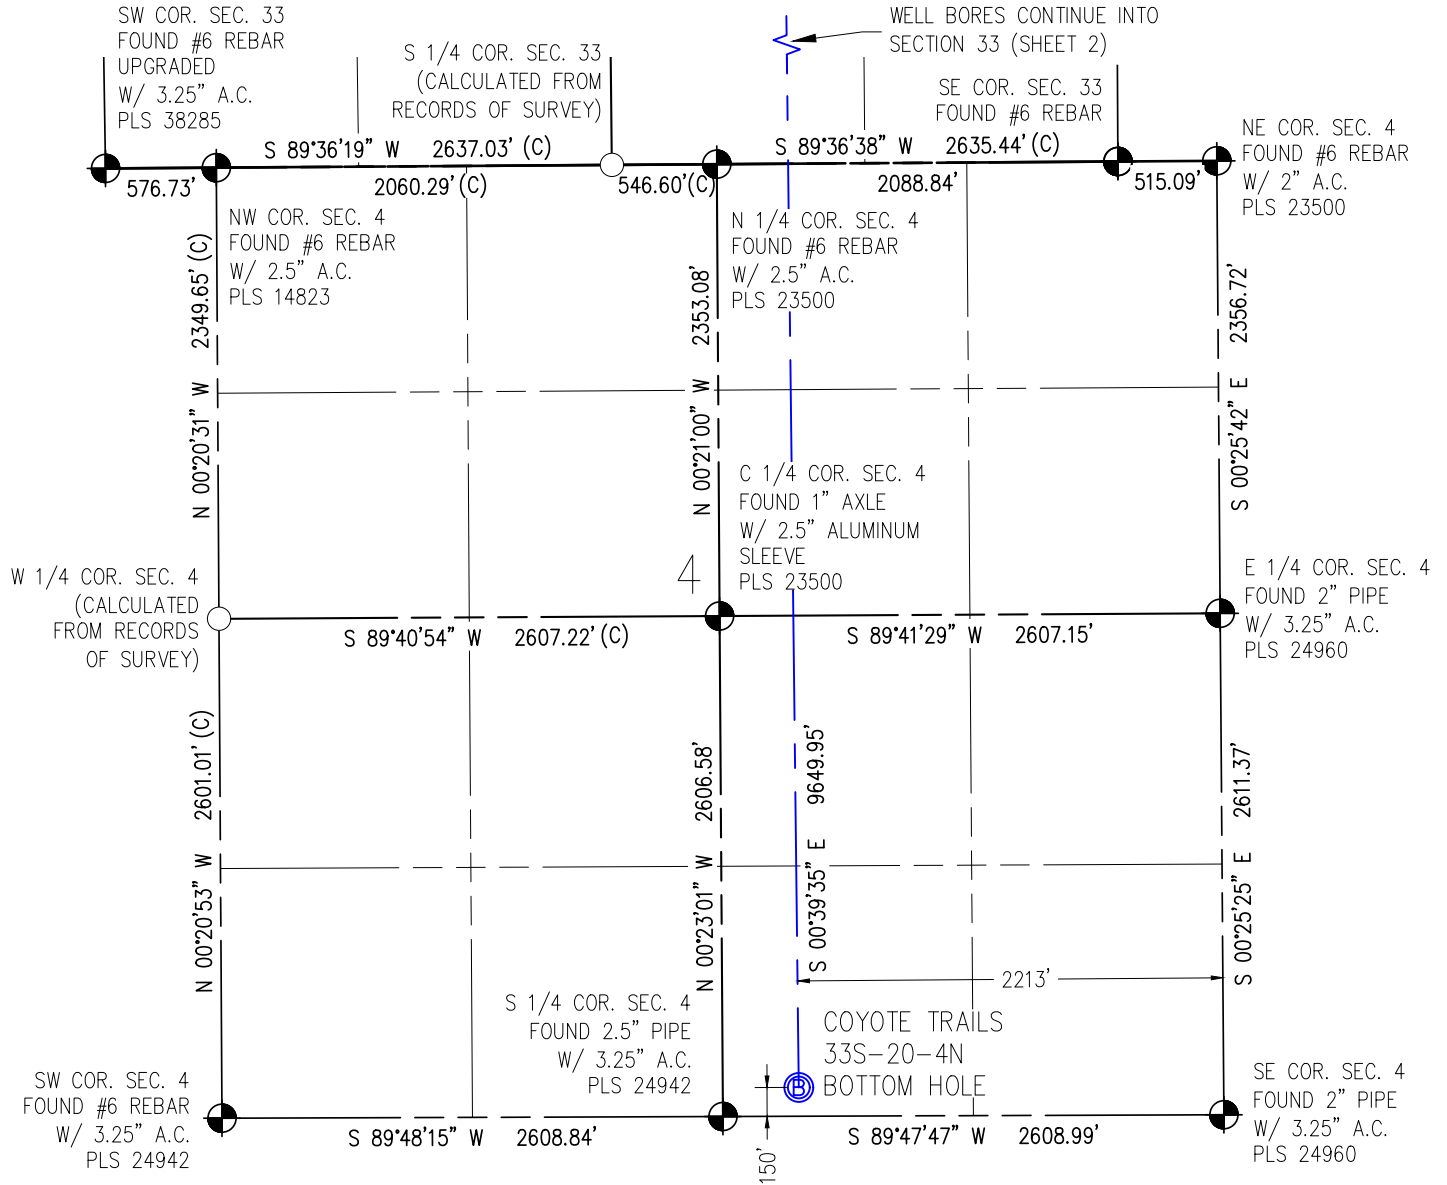 SW COR. SEC. 33
FOUND #6 REBAR
UPGRADED
W/ 3.25" A.C.
PLS 38285
S 1/4 COR. SEC. 33
(CALCULATED FROM
RECORDS OF SURVEY)
WELL BORES CONTINUE INTO
SECTION 33 (SHEET 2)
SE COR. SEC. 33
FOUND #6 REBAR
NE COR. SEC. 4
FOUND #6 REBAR
W/ 2" A.C.
PLS 23500
S 89°36'19" W 2637.03' (C)
S 89°36'38" W 2635.44' (C)
576.73'
2060.29' (C)
546.60'(C)
2088.84'
515.09'
NW COR. SEC. 4
FOUND #6 REBAR
W/ 2.5" A.C.
PLS 14823
N 1/4 COR. SEC. 4
FOUND #6 REBAR
W/ 2.5" A.C.
PLS 23500
N 00°20'31" W 2349.65' (C)
N 00°21'00" W 2353.08'
S 00°25'42" E 2356.72'
C 1/4 COR. SEC. 4
FOUND 1" AXLE
W/ 2.5" ALUMINUM
SLEEVE
PLS 23500
4
W 1/4 COR. SEC. 4
(CALCULATED
FROM RECORDS
OF SURVEY)
E 1/4 COR. SEC. 4
FOUND 2" PIPE
W/ 3.25" A.C.
PLS 24960
S 89°40'54" W 2607.22' (C)
S 89°41'29" W 2607.15'
N 00°20'53" W 2601.01' (C)
N 00°23'01" W 2606.58'
S 00°39'35" E 9649.95'
S 00°25'25" E 2611.37'
2213'
S 1/4 COR. SEC. 4
FOUND 2.5" PIPE
W/ 3.25" A.C.
PLS 24942
COYOTE TRAILS
33S-20-4N
BOTTOM HOLE
B
SW COR. SEC. 4
FOUND #6 REBAR
W/ 3.25" A.C.
PLS 24942
SE COR. SEC. 4
FOUND 2" PIPE
W/ 3.25" A.C.
PLS 24960
S 89°48'15" W 2608.84'
S 89°47'47" W 2608.99'
150'